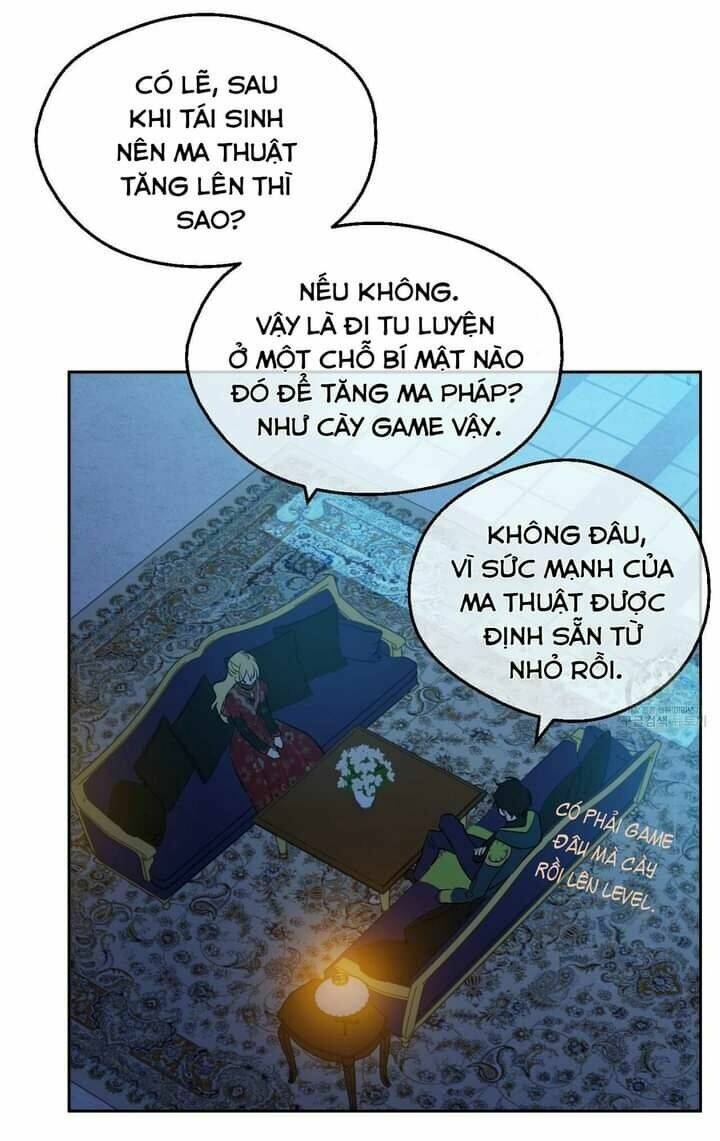 CÓ LẼ, SAU
KHI TÁI SINH
NÊN MA THUẬT
TĂNG LÊN THÌ
SAO?
NẾU KHÔNG.
VẬY LÀ ĐI TU LUYỆN
Ở MỘT CHỖ BÍ MẬT NÀO
ĐÓ ĐỂ TĂNG MA PHÁP?
NHƯ CÀY GAME VẬY.
KHÔNG ĐÂU,
VÌ SỨC MẠNH CỦA
MA THUẬT ĐƯỢC
ĐỊNH SẴN TỪ
NHỎ RỒI.
CÓ PHẢI GAME
ĐÂU MÀ CÀY
RỒI LÊN LEVEL.